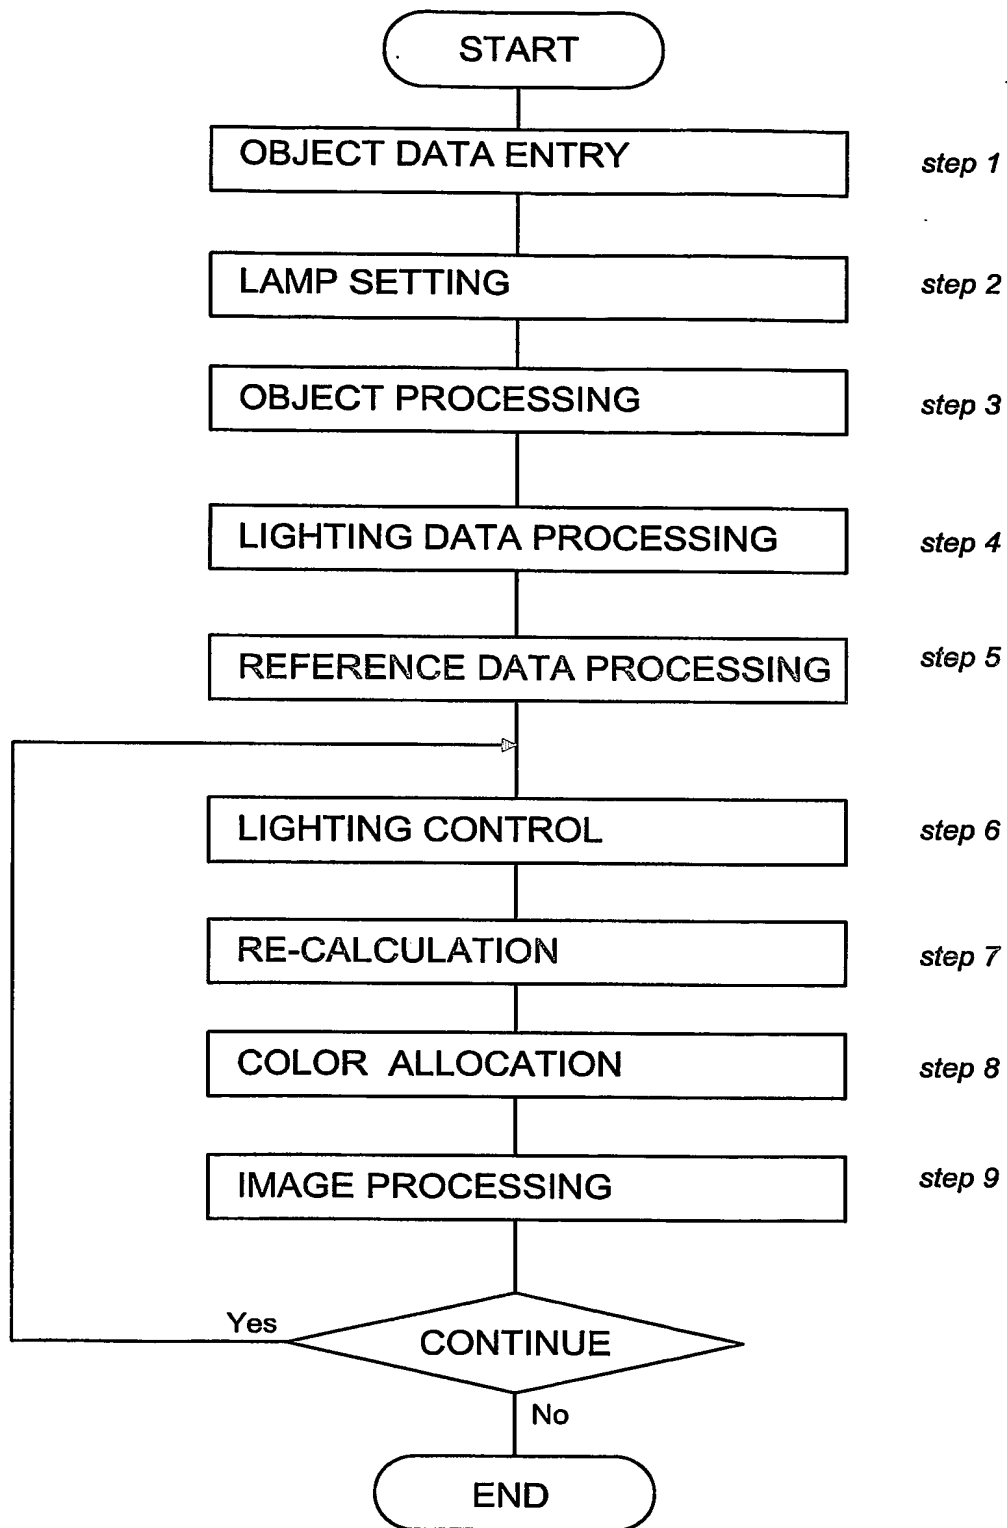 START
OBJECT DATA ENTRY step 1
LAMP SETTING step 2
OBJECT PROCESSING step 3
LIGHTING DATA PROCESSING step 4
REFERENCE DATA PROCESSING step 5
LIGHTING CONTROL step 6
RE-CALCULATION step 7
COLOR ALLOCATION step 8
IMAGE PROCESSING step 9
Yes
CONTINUE
No
END